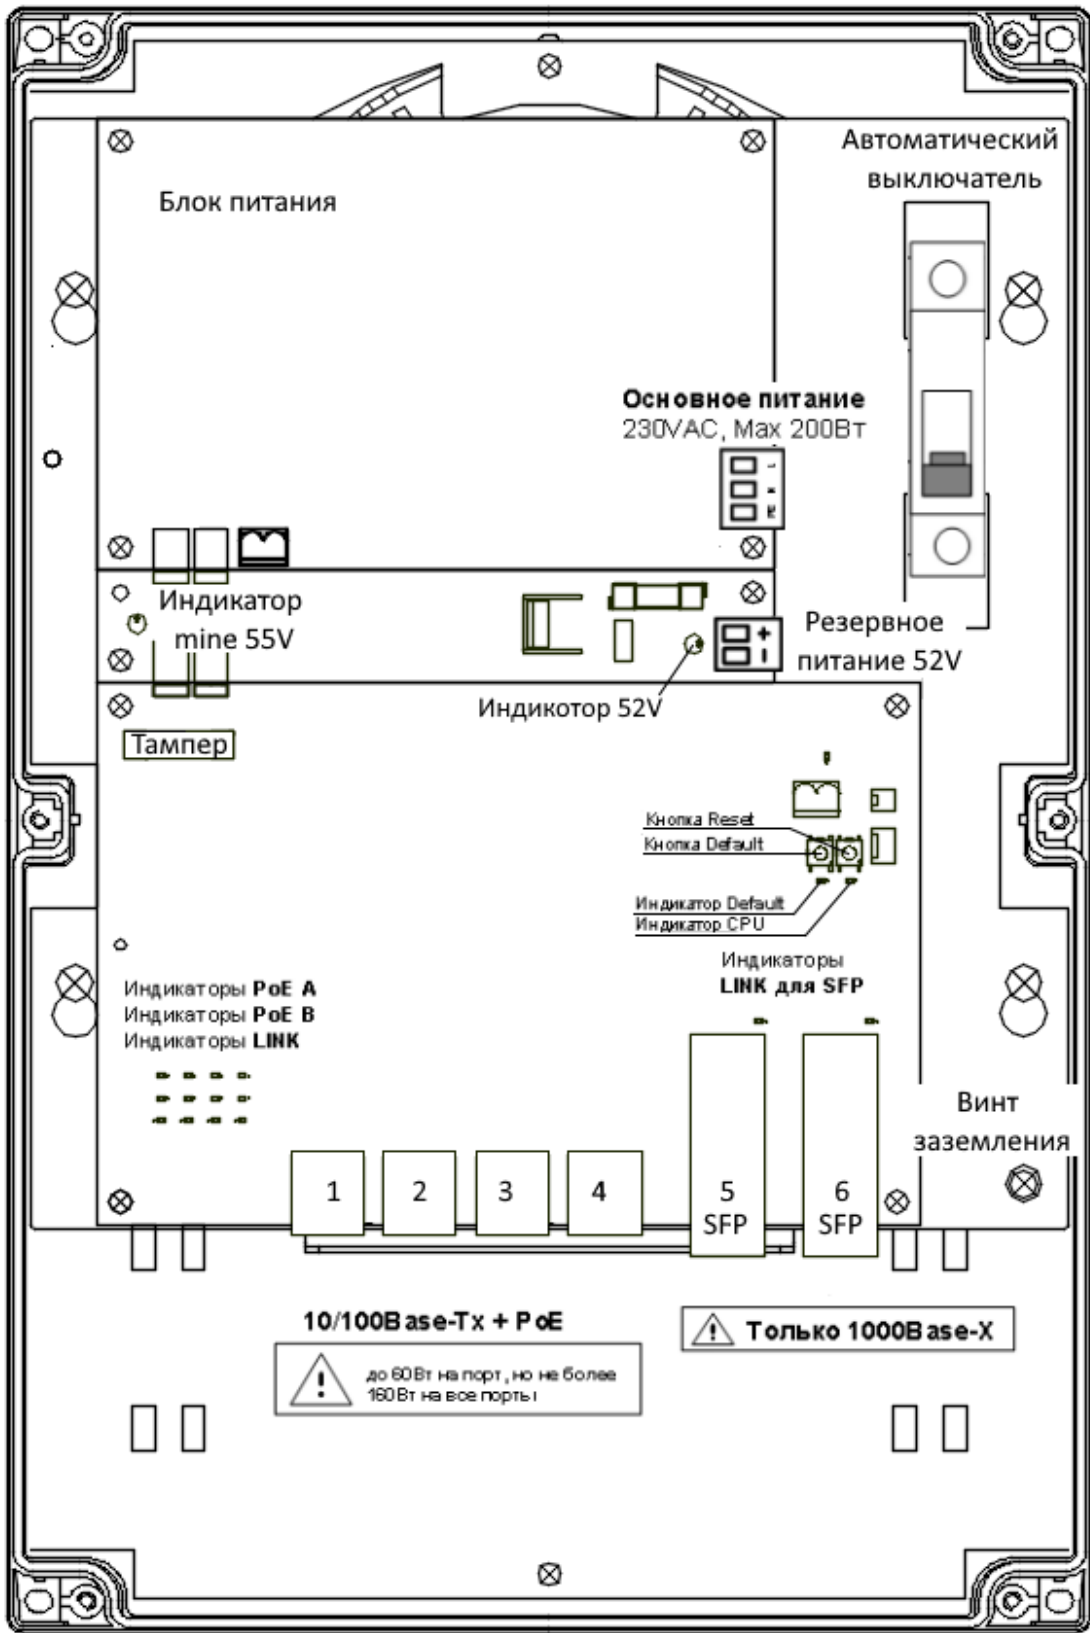 Автоматический
выключатель
Блок питания
Основное питание
230VAC, Max 200Вт
L
N
PE
Индикатор
mine 55V
+
–
Резервное
питание 52V
Индикотор 52V
Тампер
Кнопка Reset
Кнопка Default
Индикатор Default
Индикатор CPU
Индикаторы
LINK для SFP
Индикаторы PoE A
Индикаторы PoE B
Индикаторы LINK
Винт
заземления
1 2 3 4 5 6
SFP SFP
10/100Base-Tx + PoE
Только 1000Base-X
до 60Вт на порт, но не более
160Вт на все порты